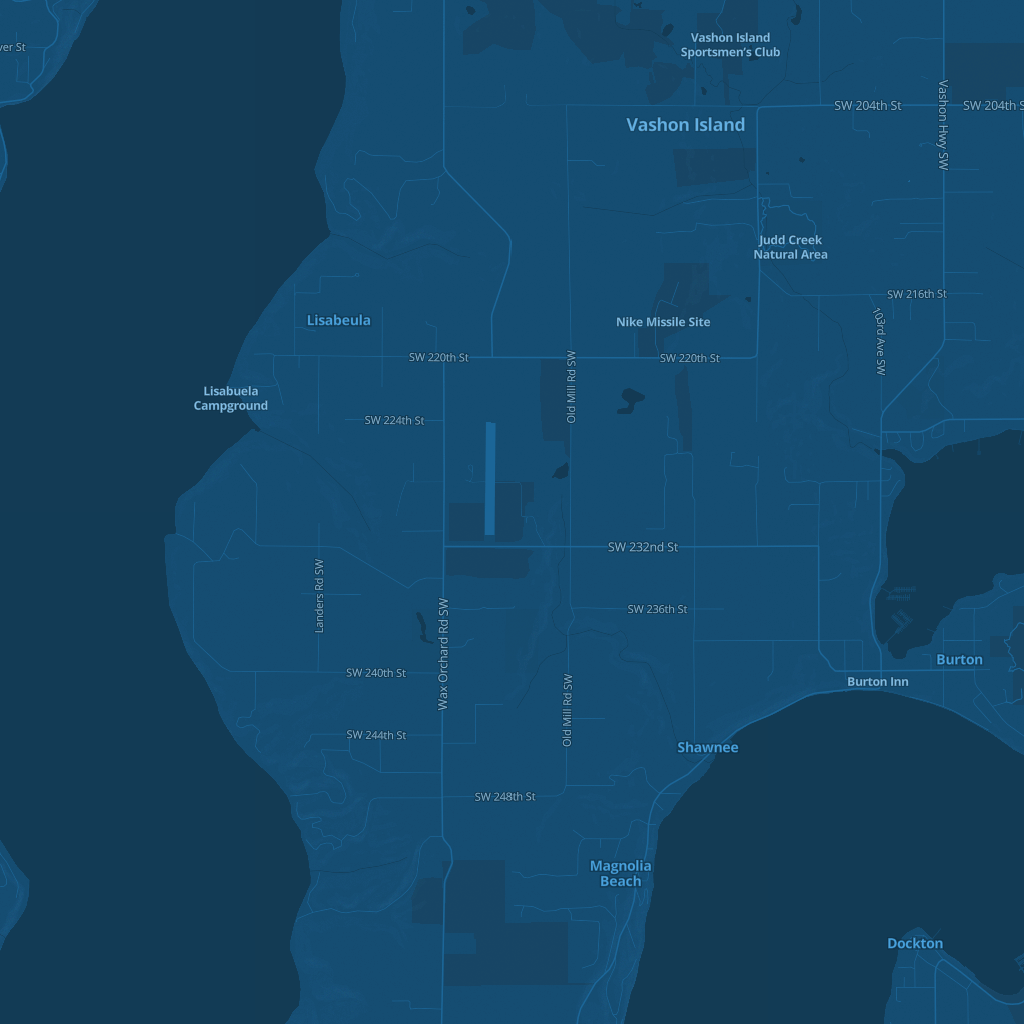 Vashon Island
Sportsmen's Club
ver St
SW 204th St
SW 204th S
Vashon Hwy SW
Vashon Island
Judd Creek
Natural Area
SW 216th St
103rd Ave SW
Lisabeula
Nike Missile Site
SW 220th St
SW 220th St
Old Mill Rd SW
Lisabuela
Campground
SW 224th St
SW 232nd St
Landers Rd SW
SW 236th St
Wax Orchard Rd SW
SW 240th St
Burton
Burton Inn
Old Mill Rd SW
SW 244th St
Shawnee
SW 248th St
Magnolia
Beach
Dockton